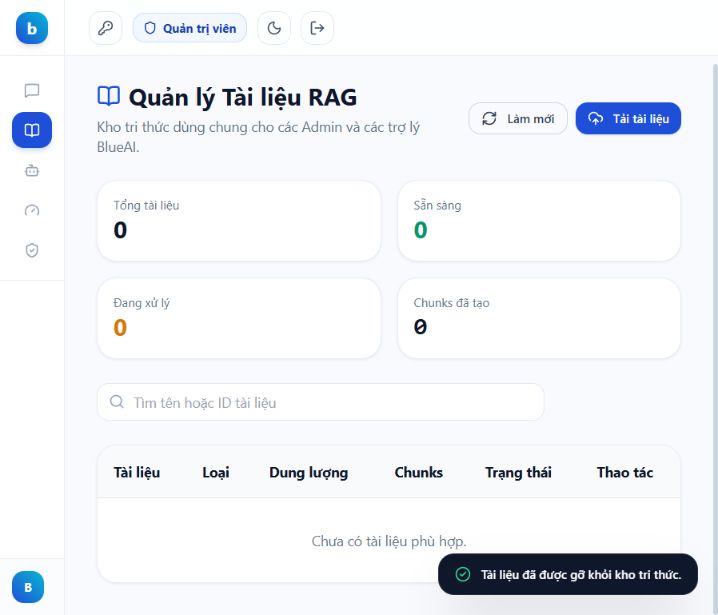 b
Quản trị viên
Quản lý Tài liệu RAG
Kho tri thức dùng chung cho các Admin và các trợ lý
BlueAI.
Làm mới
Tải tài liệu
Tổng tài liệu
0
Sẵn sàng
0
Đang xử lý
0
Chunks đã tạo
0
Tìm tên hoặc ID tài liệu
Tài liệu Loại Dung lượng Chunks Trạng thái Thao tác
Chưa có tài liệu phù hợp.
Tài liệu đã được gỡ khỏi kho tri thức.
B